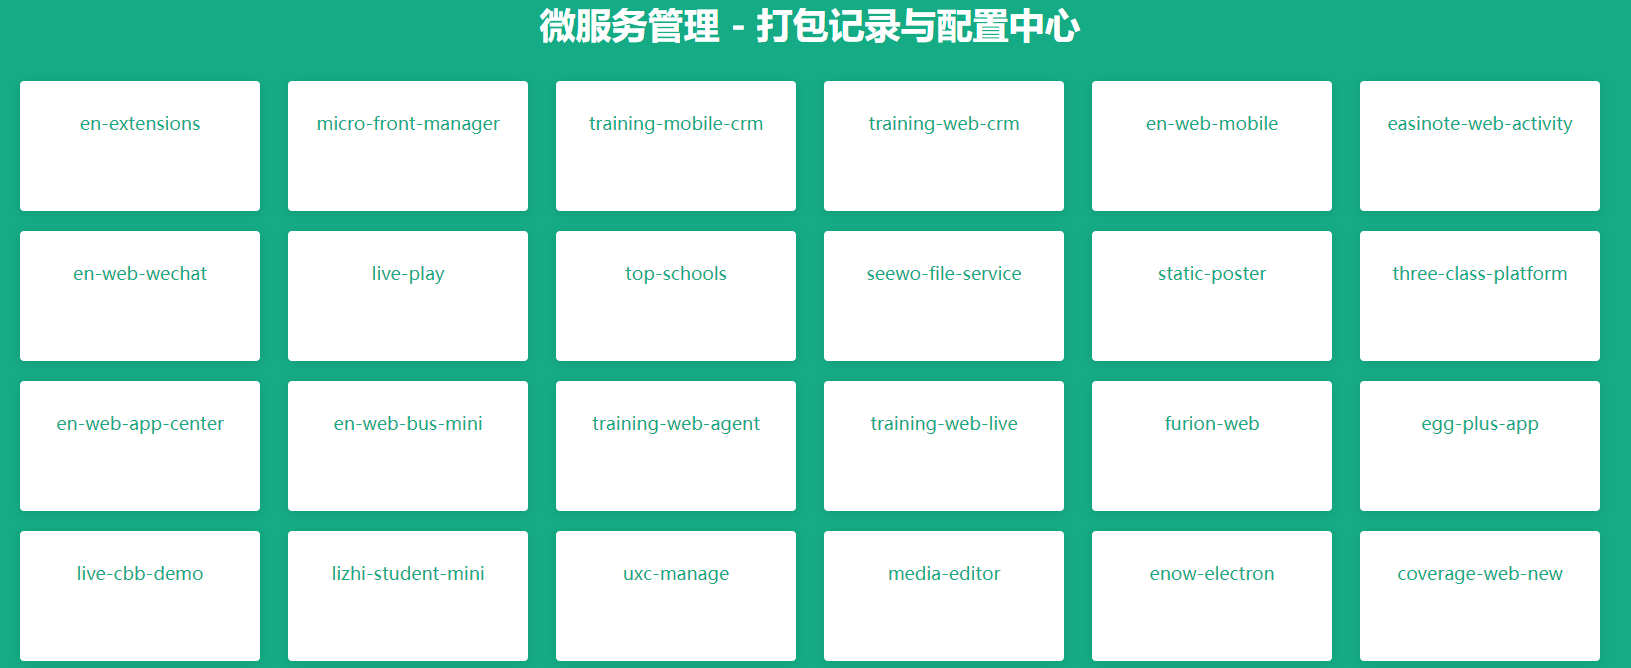 微服务管理 - 打包记录与配置中心
en-extensions
micro-front-manager
training-mobile-crm
training-web-crm
en-web-mobile
easinote-web-activity
en-web-wechat
live-play
top-schools
seewo-file-service
static-poster
three-class-platform
en-web-app-center
en-web-bus-mini
training-web-agent
training-web-live
furion-web
egg-plus-app
live-cbb-demo
lizhi-student-mini
uxc-manage
media-editor
enow-electron
coverage-web-new